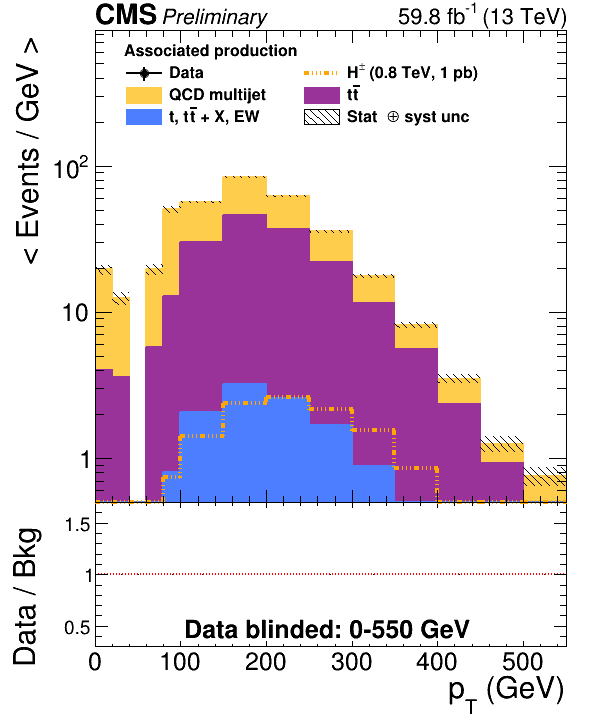 CMS Preliminary 59.8 fb⁻¹ (13 TeV)
Associated production
Data
H± (0.8 TeV, 1 pb)
QCD multijet
tt̄
t, tt̄ + X, EW
Stat ⊕ syst unc
< Events / GeV >
10²
10
1
Data / Bkg
1.5
1
0.5
Data blinded: 0-550 GeV
0 100 200 300 400 500
p_T (GeV)